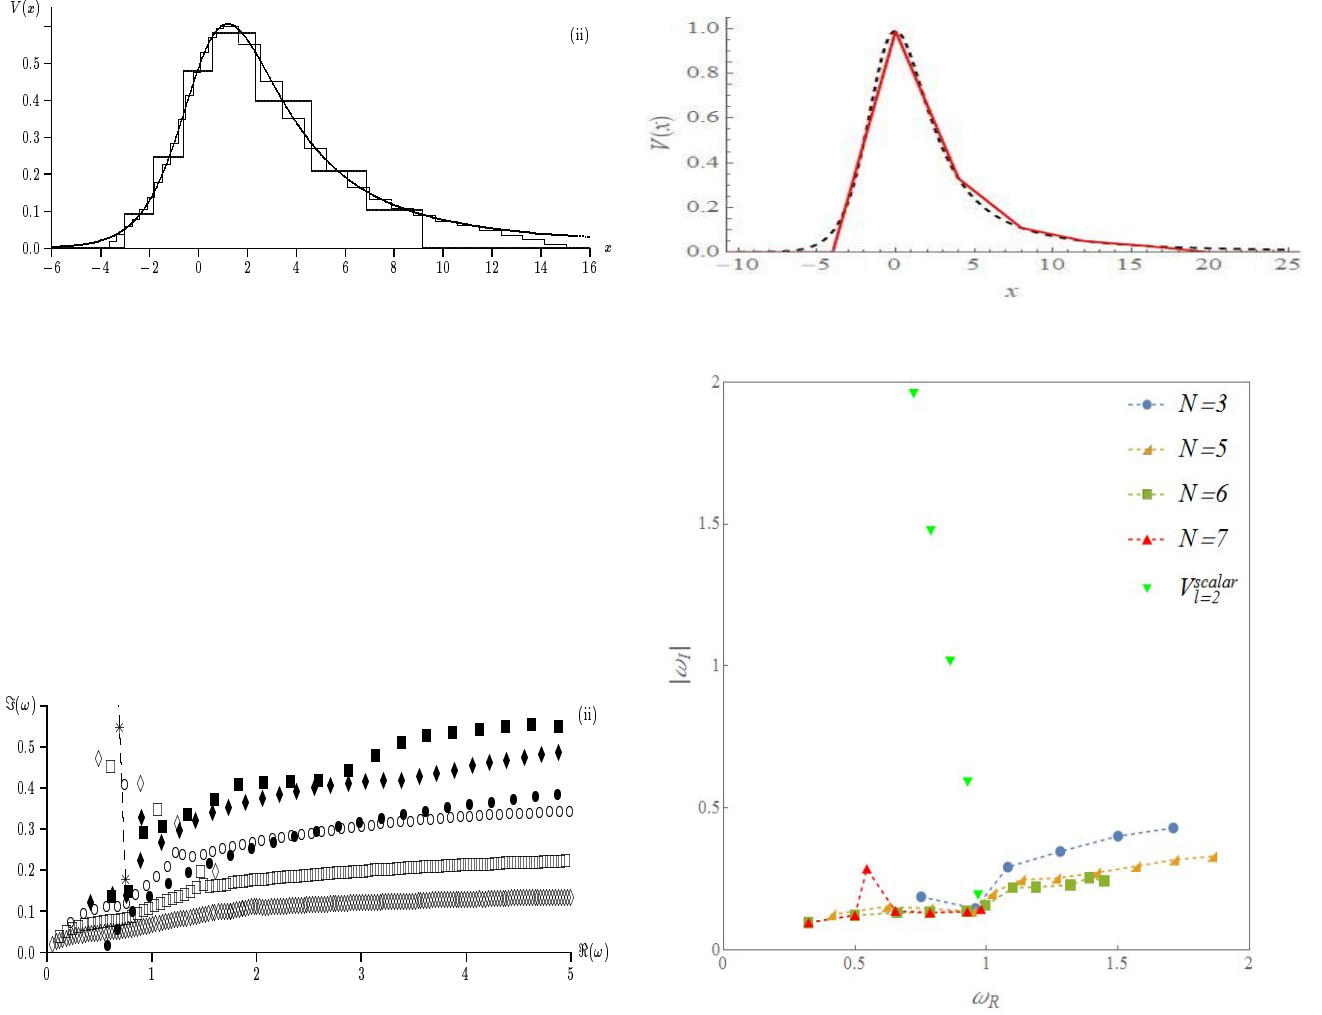 V(x)
(ii)
0.5
0.4
0.3
0.2
0.1
0.0
−6 −4 −2 0 2 4 6 8 10 12 14 16
x
1.0
0.8
0.6
0.4
0.2
0.0
V(x)
−10 −5 0 5 10 15 20 25
x
ℑ(ω)
(ii)
0.5
0.4
0.3
0.2
0.1
0.0
0 1 2 3 4 5
ℜ(ω)
2
1.5
1
0.5
0
|ω_I|
N=3
N=5
N=6
N=7
V_{l=2}^{scalar}
0 0.5 1 1.5 2
ω_R